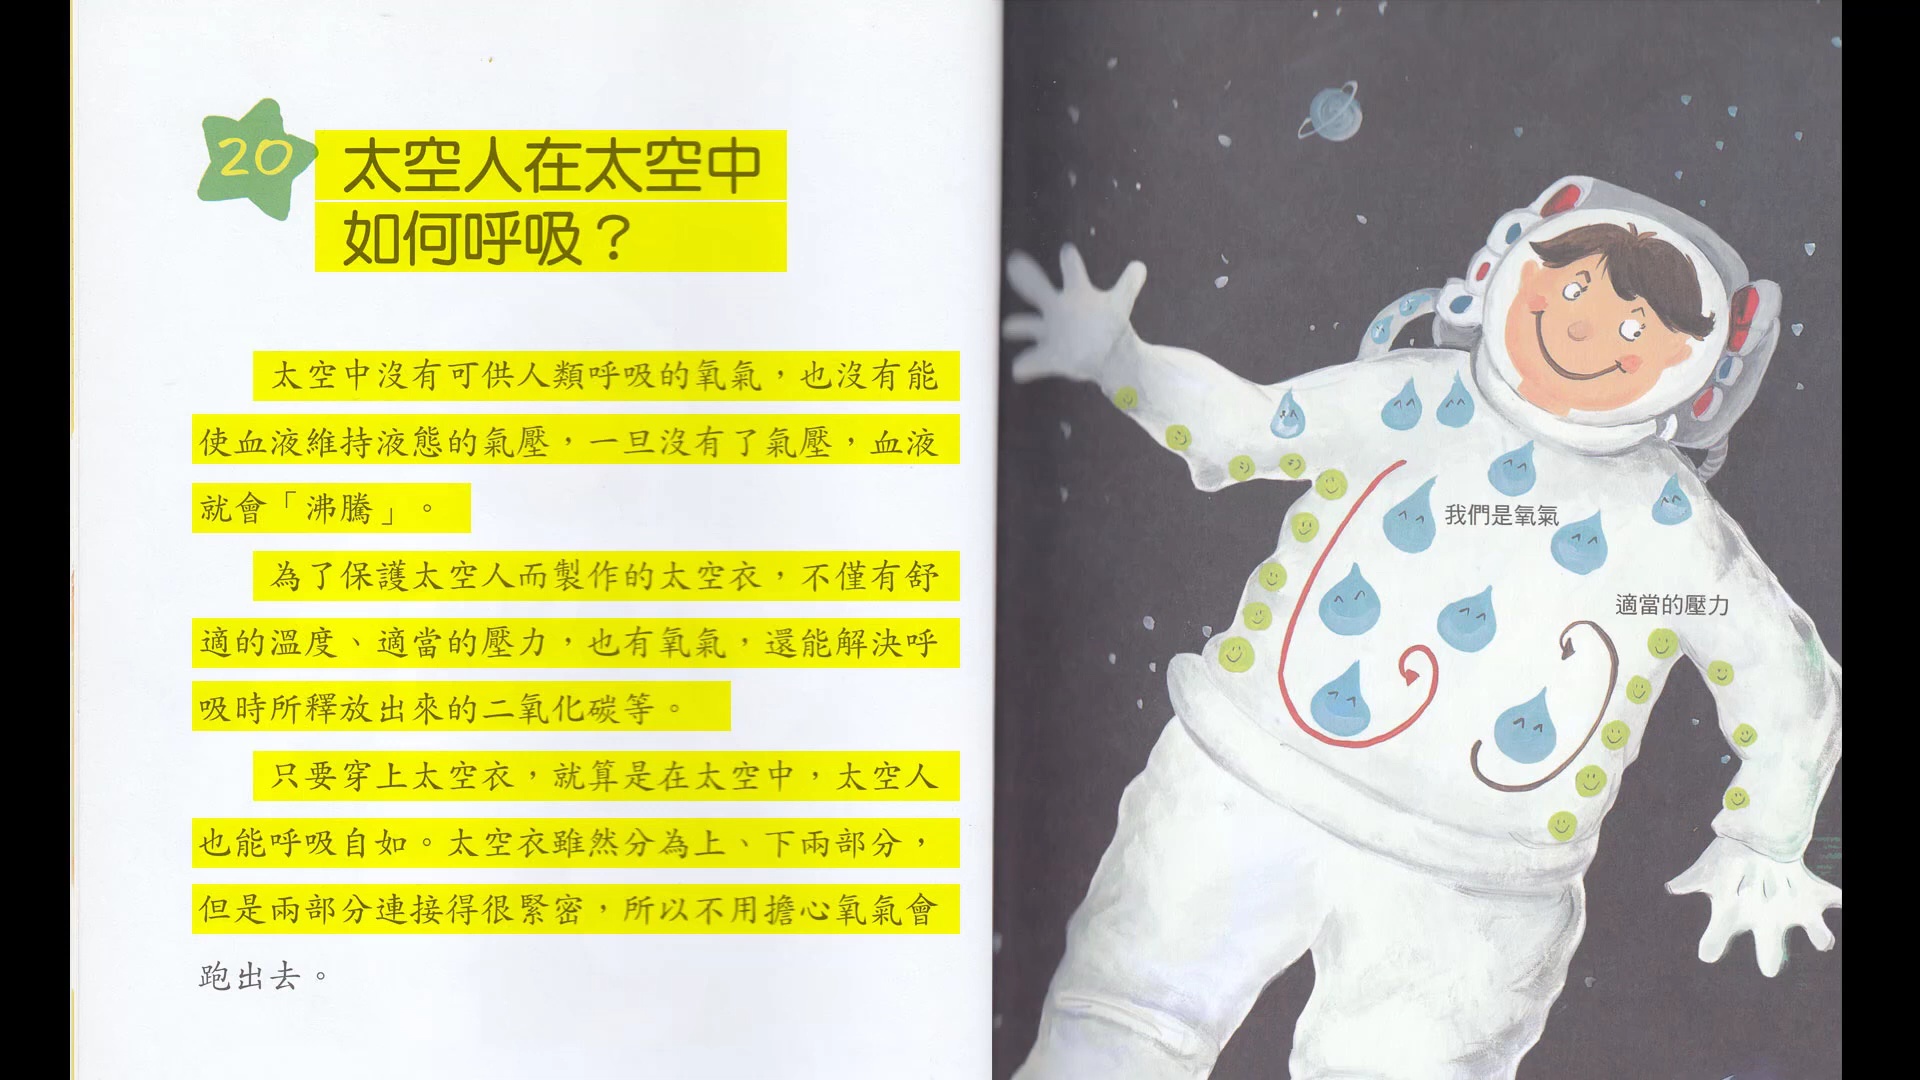 20
太空人在太空中
如何呼吸？
太空中沒有可供人類呼吸的氧氣，也沒有能
使血液維持液態的氣壓，一旦沒有了氣壓，血液
就會「沸騰」。
為了保護太空人而製作的太空衣，不僅有舒
適的溫度、適當的壓力，也有氧氣，還能解決呼
吸時所釋放出來的二氧化碳等。
只要穿上太空衣，就算是在太空中，太空人
也能呼吸自如。太空衣雖然分為上、下兩部分，
但是兩部分連接得很緊密，所以不用擔心氧氣會
跑出去。
我們是氧氣
適當的壓力